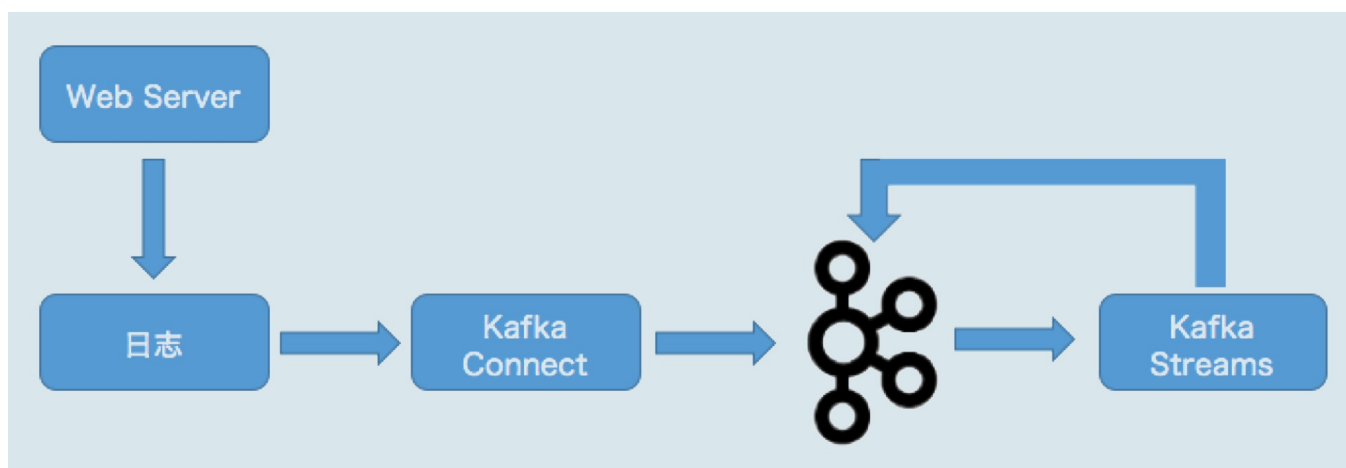 Web Server
日志
Kafka
Connect
Kafka
Streams